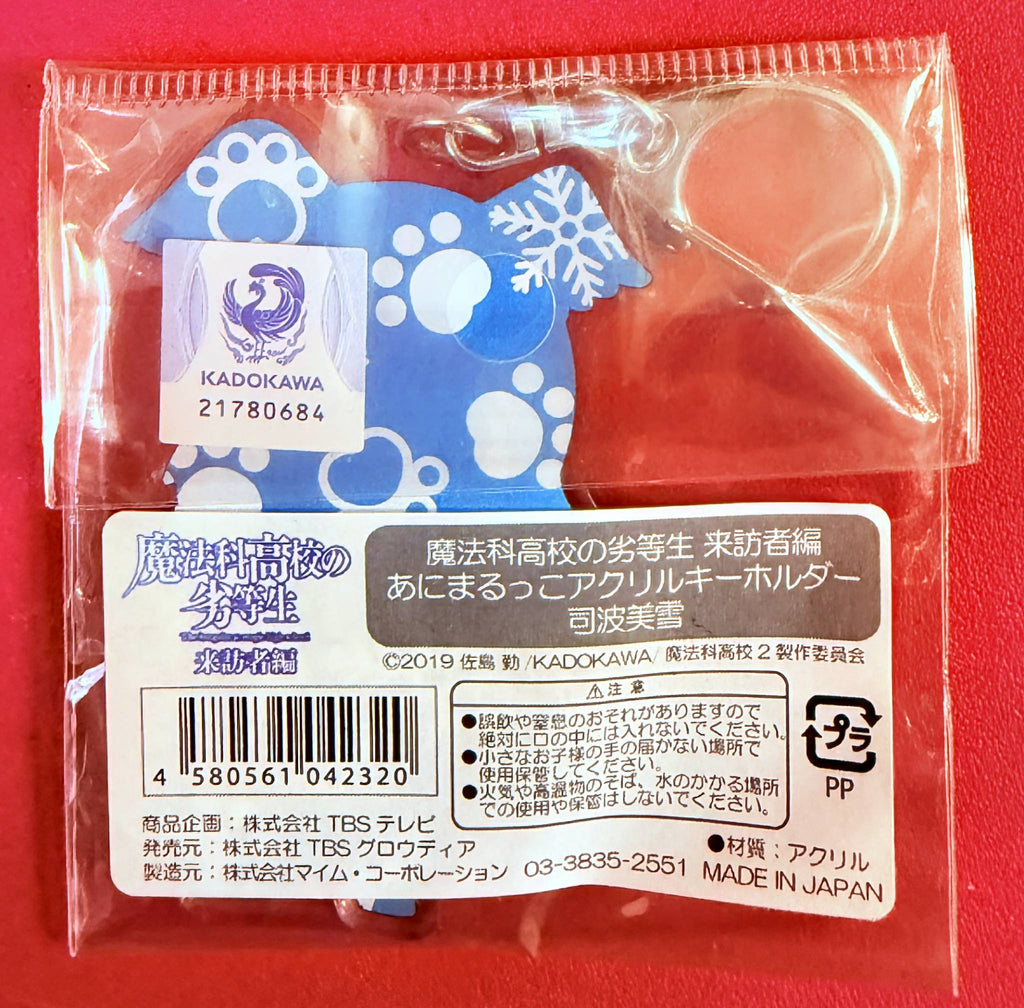 KADOKAWA
21780684
魔法科高校の
劣等生
来訪者編
魔法科高校の劣等生 来訪者編
あにまるっこアクリルキーホルダー
司波美雪
©2019 佐島 勤/KADOKAWA/魔法科高校2製作委員会
4 580561 042320
⚠注意
●誤飲や窒息のおそれがありますので
絶対に口の中には入れないでください。
●小さなお子様の手の届かない場所で
使用保管してください。
●火気や高温物のそば、水のかかる場所
での使用や保管はしないでください。
プラ
PP
商品企画：株式会社TBSテレビ
発売元：株式会社TBSグロウディア
製造元：株式会社マイム・コーポレーション 03-3835-2551
●材質：アクリル
MADE IN JAPAN